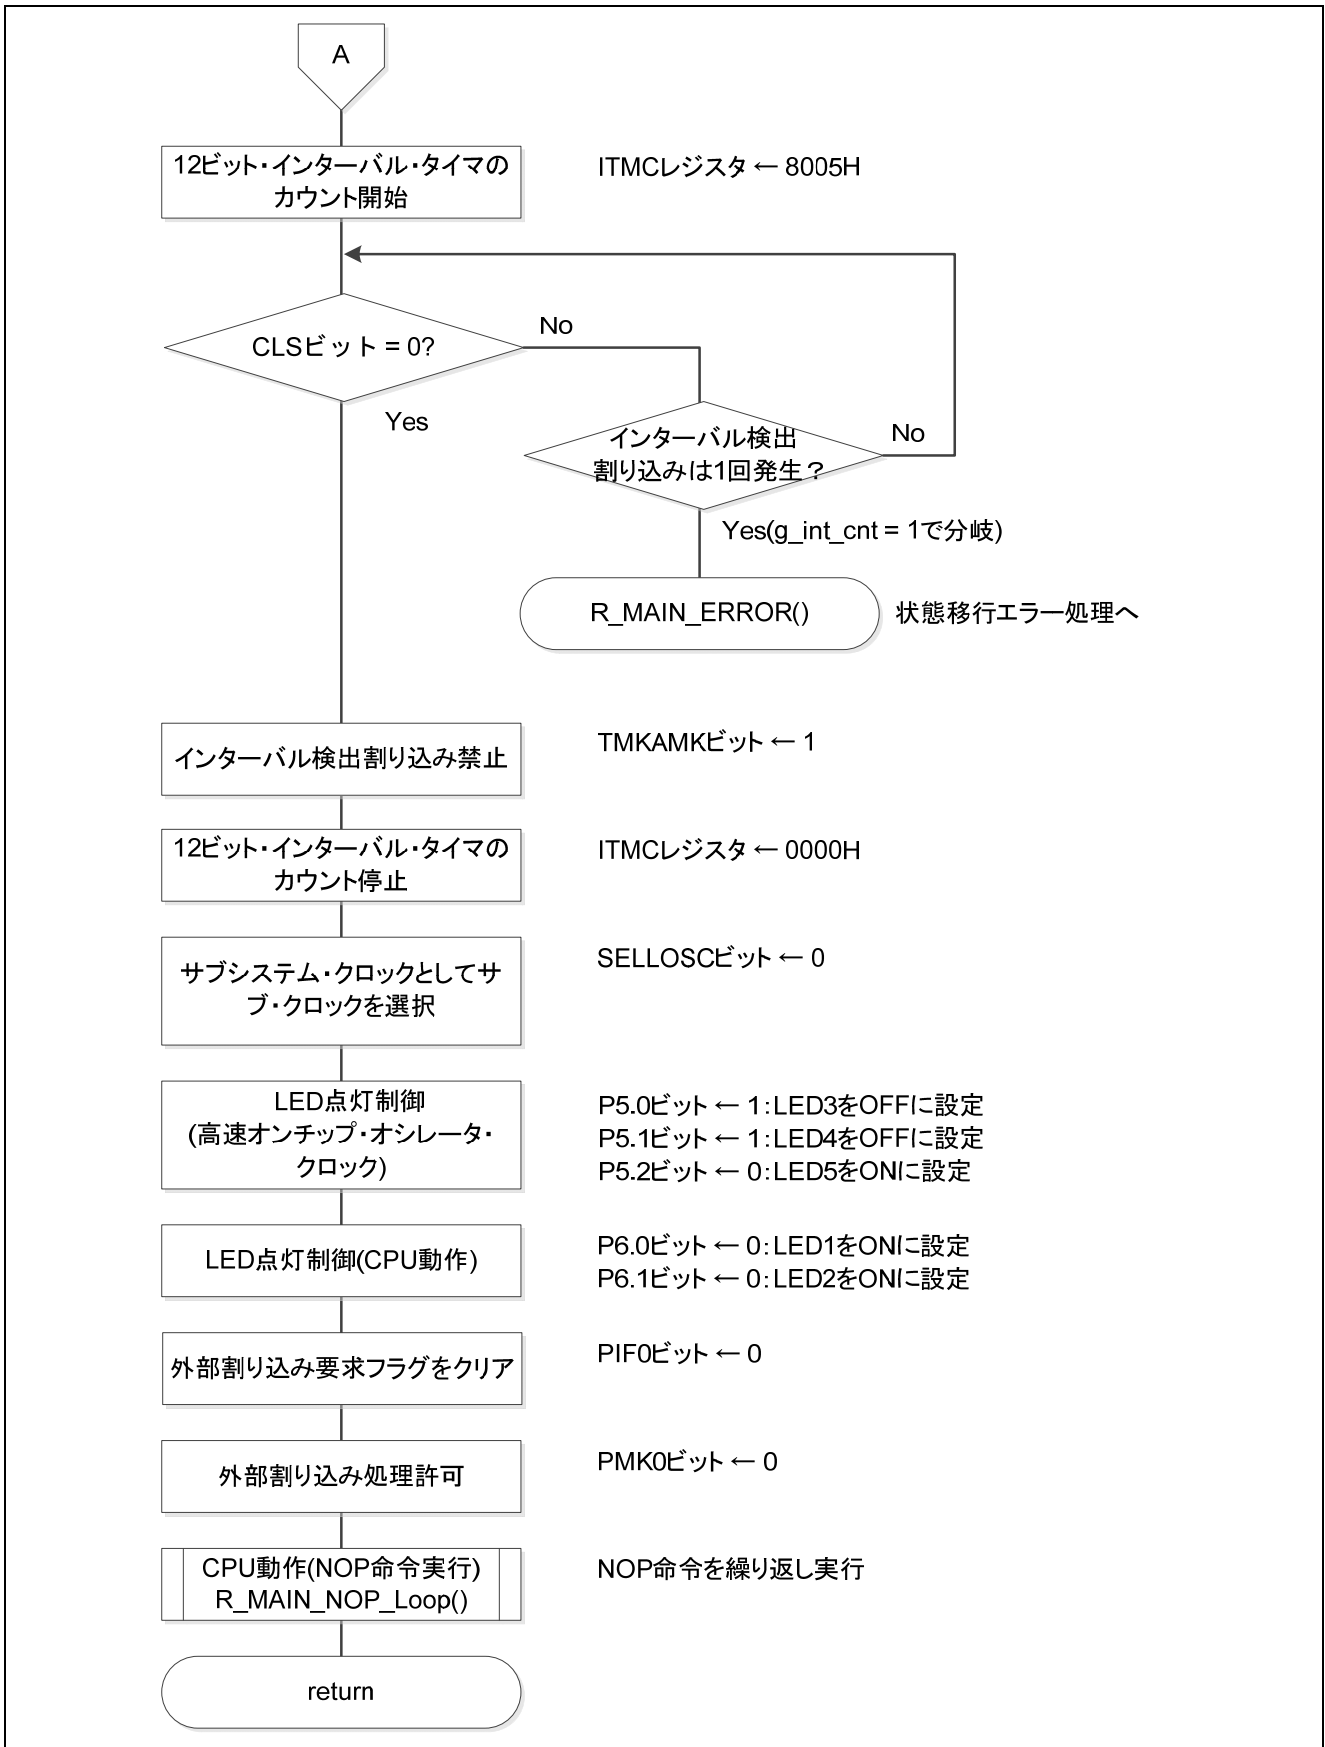 A
12ビット・インターバル・タイマの
カウント開始
ITMCレジスタ ← 8005H
CLSビット = 0?
No
Yes
インターバル検出
割り込みは1回発生？
No
Yes(g_int_cnt = 1で分岐)
R_MAIN_ERROR()
状態移行エラー処理へ
インターバル検出割り込み禁止
TMKAMKビット ← 1
12ビット・インターバル・タイマの
カウント停止
ITMCレジスタ ← 0000H
サブシステム・クロックとしてサ
ブ・クロックを選択
SELLOSCビット ← 0
LED点灯制御
(高速オンチップ・オシレータ・
クロック)
P5.0ビット ← 1：LED3をOFFに設定
P5.1ビット ← 1：LED4をOFFに設定
P5.2ビット ← 0：LED5をONに設定
LED点灯制御(CPU動作)
P6.0ビット ← 0：LED1をONに設定
P6.1ビット ← 0：LED2をONに設定
外部割り込み要求フラグをクリア
PIF0ビット ← 0
外部割り込み処理許可
PMK0ビット ← 0
CPU動作(NOP命令実行)
R_MAIN_NOP_Loop()
NOP命令を繰り返し実行
return